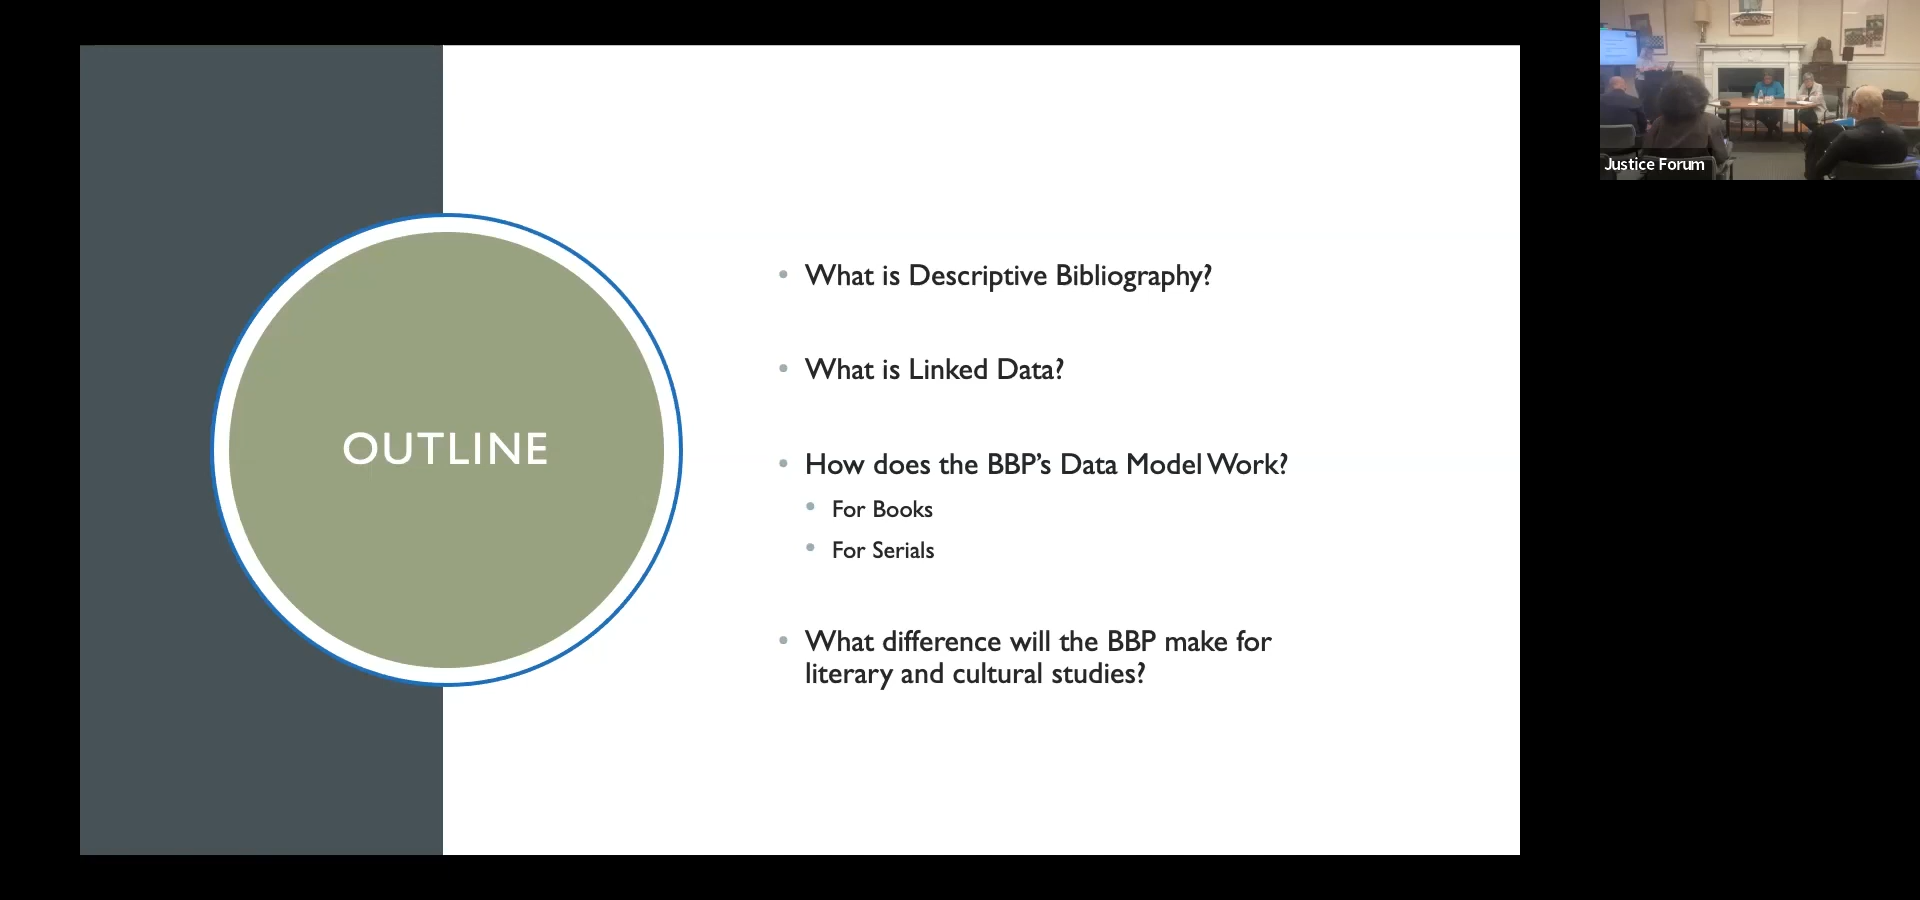 OUTLINE
What is Descriptive Bibliography?
What is Linked Data?
How does the BBP's Data Model Work?
For Books
For Serials
What difference will the BBP make for
literary and cultural studies?
Justice Forum